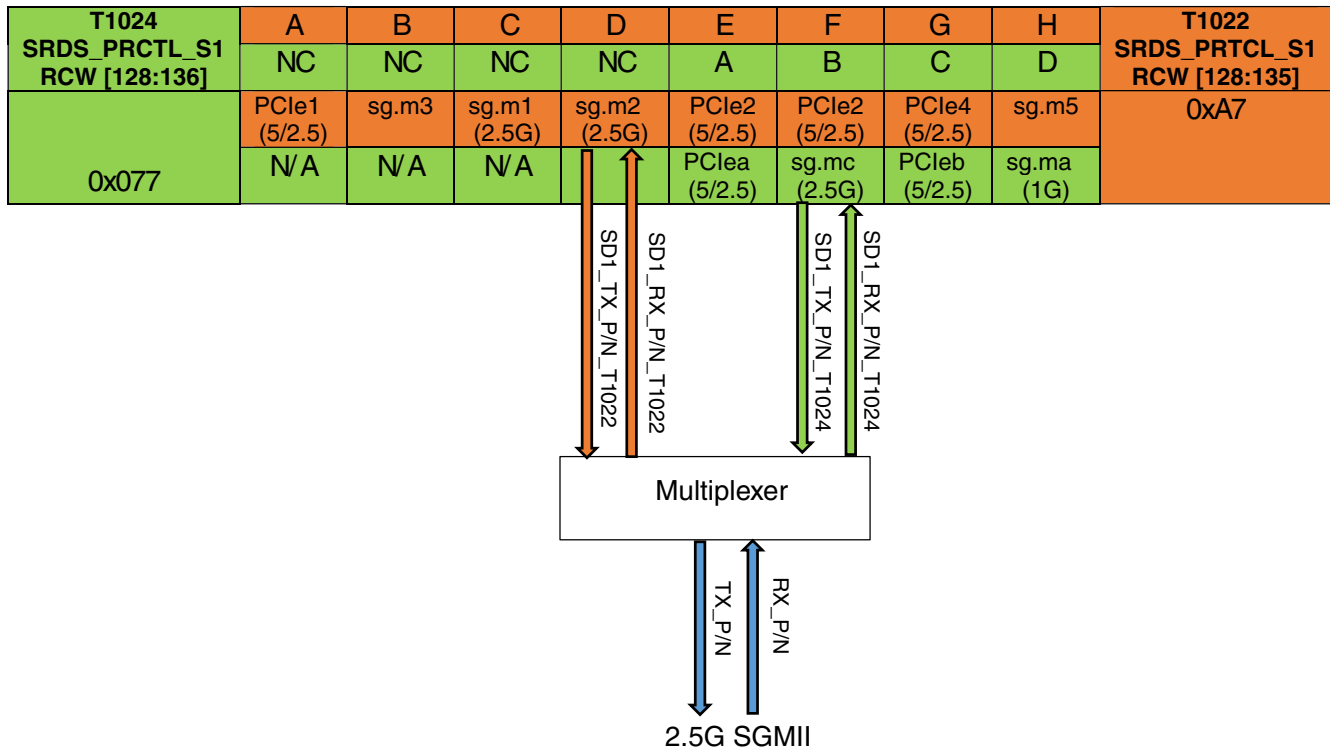 T1024
SRDS_PRCTL_S1
RCW [128:136]
A B C D E F G H
T1022
SRDS_PRTCL_S1
RCW [128:135]
NC NC NC NC A B C D
PCIe1
(5/2.5)
sg.m3
sg.m1
(2.5G)
sg.m2
(2.5G)
PCIe2
(5/2.5)
PCIe2
(5/2.5)
PCIe4
(5/2.5)
sg.m5
0xA7
0x077
N/A N/A N/A
PCIea
(5/2.5)
sg.mc
(2.5G)
PCIeb
(5/2.5)
sg.ma
(1G)
SD1_TX_P/N_T1022
SD1_RX_P/N_T1022
SD1_TX_P/N_T1024
SD1_RX_P/N_T1024
Multiplexer
TX_P/N
RX_P/N
2.5G SGMII